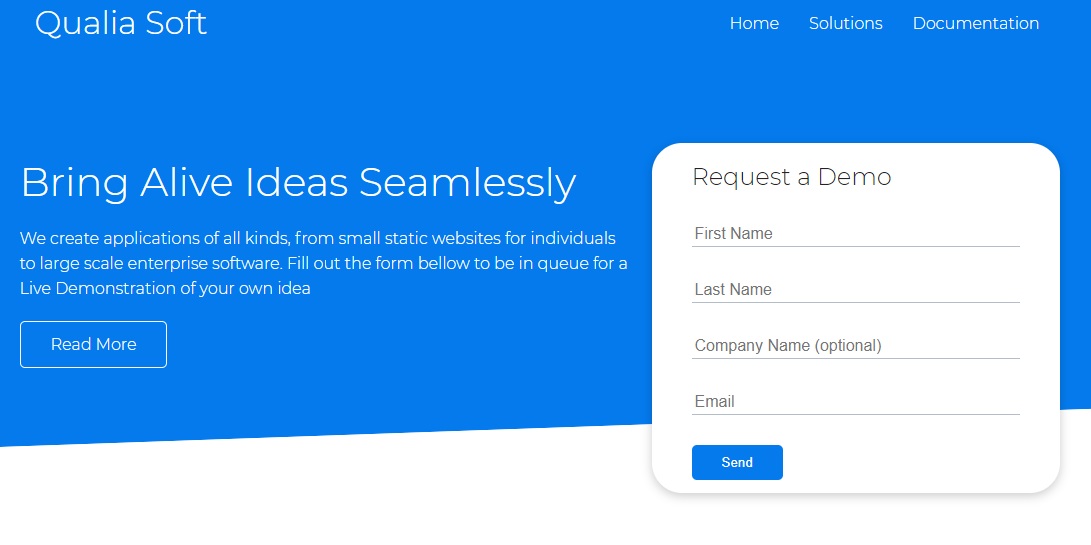 Qualia Soft
Home Solutions Documentation
Bring Alive Ideas Seamlessly
We create applications of all kinds, from small static websites for individuals
to large scale enterprise software. Fill out the form bellow to be in queue for a
Live Demonstration of your own idea
Read More
Request a Demo
First Name
Last Name
Company Name (optional)
Email
Send